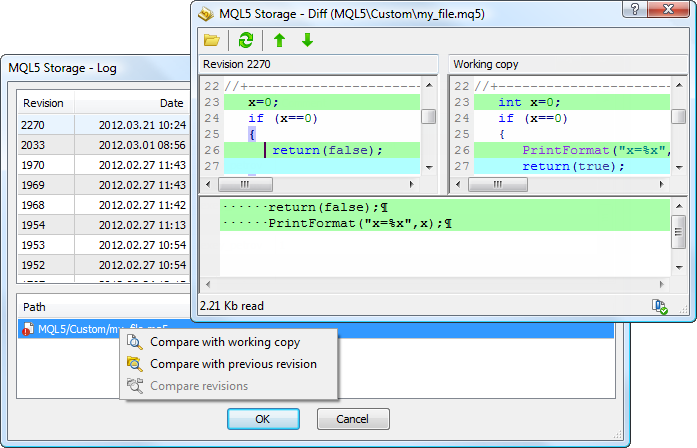 MQL5 Storage - Diff (MQL5\Custom\my_file.mq5)
Revision 2270
22 //+
23 x=0;
24 if (x==0)
25 {
26 return(false);
27
Working copy
22 //+
23 int x=0;
24 if (x==0)
25 {
26 PrintFormat("x=%x",
27 return(true);
······return(false);¶
······PrintFormat("x=%x",x);¶
2.21 Kb read
MQL5 Storage - Log
Revision Date
2270 2012.03.21 10:24
2033 2012.03.01 08:56
1970 2012.02.27 11:43
1969 2012.02.27 11:43
1968 2012.02.27 11:43
1954 2012.02.27 11:13
1953 2012.02.27 10:54
1952 2012.02.27 10:54
Path
MQL5/Custom/my_file.mq5
Compare with working copy
Compare with previous revision
Compare revisions
OK Cancel